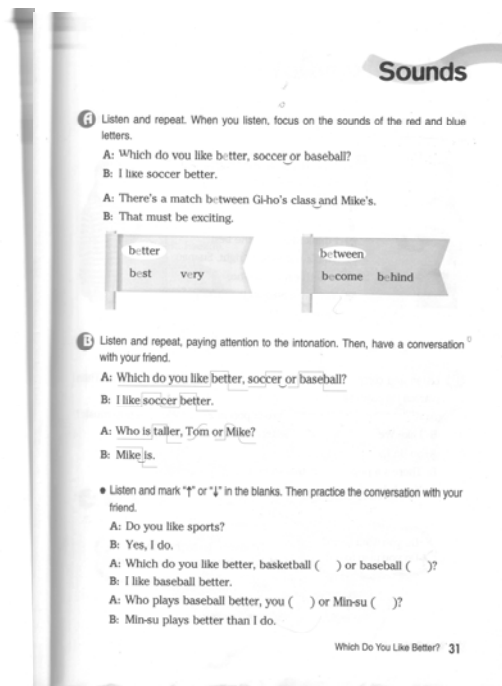 Sounds
A Listen and repeat. When you listen, focus on the sounds of the red and blue
letters.
A: Which do you like better, soccer or baseball?
B: I like soccer better.
A: There's a match between Gi-ho's class and Mike's.
B: That must be exciting.
better
best very
between
become behind
B Listen and repeat, paying attention to the intonation. Then, have a conversation
with your friend.
A: Which do you like better, soccer or baseball?
B: I like soccer better.
A: Who is taller, Tom or Mike?
B: Mike is.
• Listen and mark "↑" or "↓" in the blanks. Then practice the conversation with your
friend.
A: Do you like sports?
B: Yes, I do.
A: Which do you like better, basketball ( ) or baseball ( )?
B: I like baseball better.
A: Who plays baseball better, you ( ) or Min-su ( )?
B: Min-su plays better than I do.
Which Do You Like Better? 31